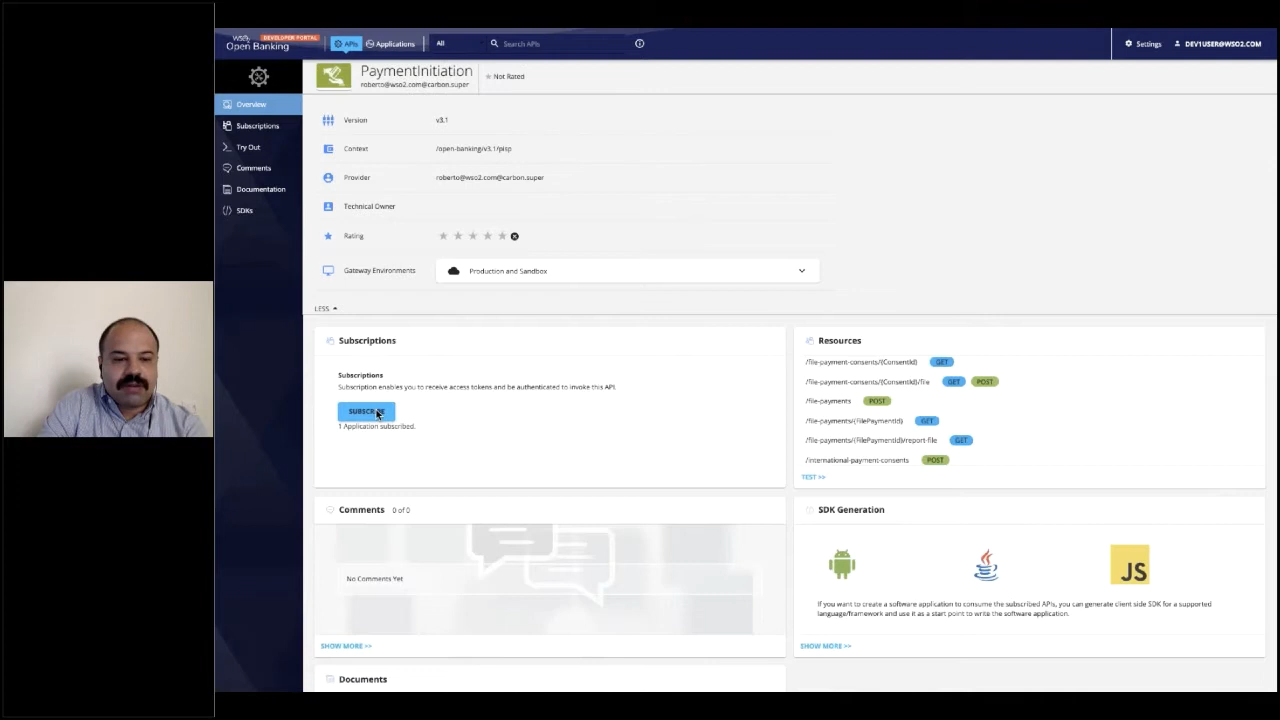 WSO2 DEVELOPER PORTAL
Open Banking
APIs
Applications
All
Search APIs
Settings
DEV1USER@WSO2.COM
PaymentInitiation
roberto@wso2.com@carbon.super
Not Rated
Overview
Subscriptions
Try Out
Comments
Documentation
SDKs
Version v3.1
Context /open-banking/v3.1/pisp
Provider roberto@wso2.com@carbon.super
Technical Owner
Rating
Gateway Environments Production and Sandbox
LESS
Subscriptions
Subscriptions
Subscription enables you to receive access tokens and be authenticated to invoke this API.
SUBSCRIBE
1 Application subscribed.
Resources
/file-payment-consents/{ConsentId} GET
/file-payment-consents/{ConsentId}/file GET POST
/file-payments POST
/file-payments/{FilePaymentId} GET
/file-payments/{FilePaymentId}/report-file GET
/international-payment-consents POST
TEST >>
Comments 0 of 0
No Comments Yet
SHOW MORE >>
SDK Generation
JS
If you want to create a software application to consume the subscribed APIs, you can generate client side SDK for a supported
language/framework and use it as a start point to write the software application.
SHOW MORE >>
Documents